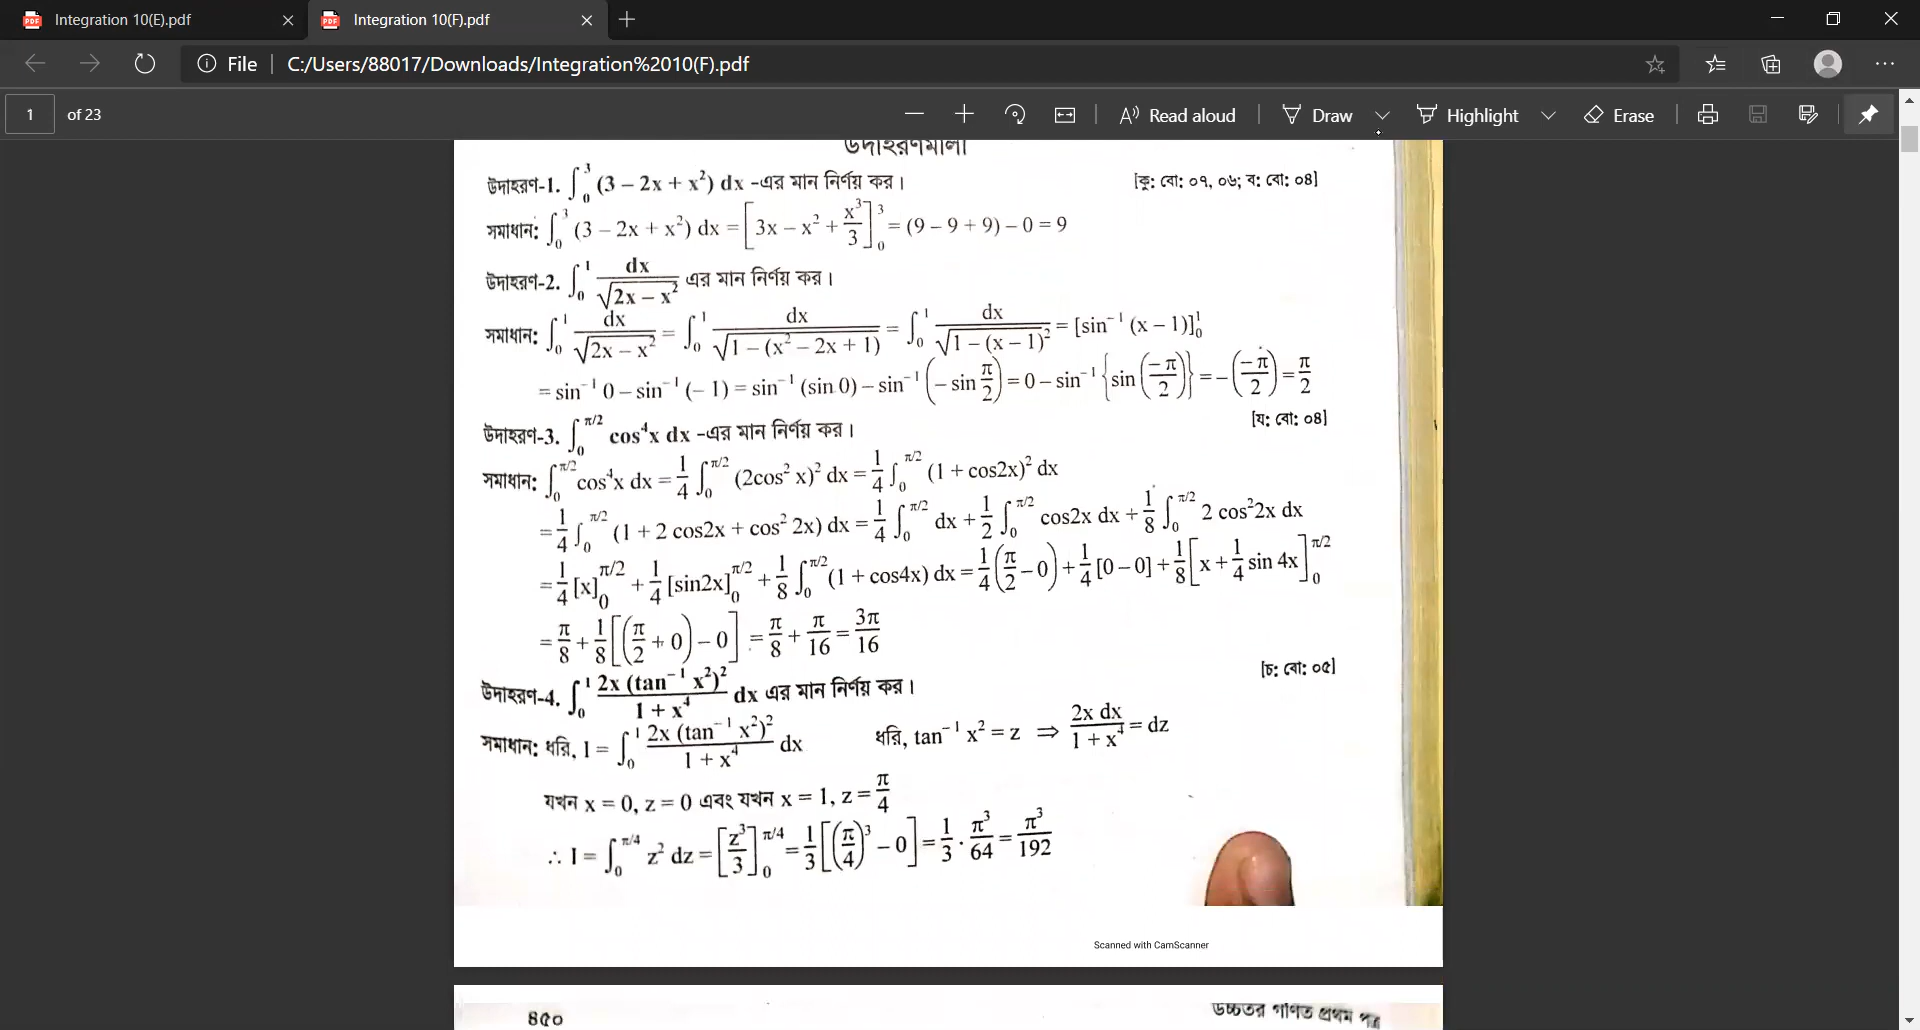 Integration 10(E).pdf
Integration 10(F).pdf
File
C:/Users/88017/Downloads/Integration%2010(F).pdf
1 of 23
Read aloud
Draw
Highlight
Erase
উদাহরণমালা
উদাহরণ-1. ∫₀³ (3 – 2x + x²) dx -এর মান নির্ণয় কর। [কু: বো: ০৭, ০৬; ব: বো: ০৪]
সমাধান: ∫₀³ (3 – 2x + x²) dx = [3x – x² + x³/3]₀³ = (9 – 9 + 9) – 0 = 9
উদাহরণ-2. ∫₀¹ dx/√(2x – x²) এর মান নির্ণয় কর।
সমাধান: ∫₀¹ dx/√(2x – x²) = ∫₀¹ dx/√(1 – (x² – 2x + 1)) = ∫₀¹ dx/√(1 – (x – 1)²) = [sin⁻¹ (x – 1)]₀¹
= sin⁻¹ 0 – sin⁻¹ (– 1) = sin⁻¹ (sin 0) – sin⁻¹ (– sin π/2) = 0 – sin⁻¹ {sin (–π/2)} = – (–π/2) = π/2
[য: বো: ০৪]
উদাহরণ-3. ∫₀^(π/2) cos⁴x dx -এর মান নির্ণয় কর।
সমাধান: ∫₀^(π/2) cos⁴x dx = 1/4 ∫₀^(π/2) (2cos² x)² dx = 1/4 ∫₀^(π/2) (1 + cos2x)² dx
= 1/4 ∫₀^(π/2) (1 + 2 cos2x + cos² 2x) dx = 1/4 ∫₀^(π/2) dx + 1/2 ∫₀^(π/2) cos2x dx + 1/8 ∫₀^(π/2) 2 cos²2x dx
= 1/4 [x]₀^(π/2) + 1/4 [sin2x]₀^(π/2) + 1/8 ∫₀^(π/2) (1 + cos4x) dx = 1/4 (π/2 – 0) + 1/4 [0 – 0] + 1/8 [x + 1/4 sin 4x]₀^(π/2)
= π/8 + 1/8 [(π/2 + 0) – 0] = π/8 + π/16 = 3π/16
[চ: বো: ০৫]
উদাহরণ-4. ∫₀¹ 2x (tan⁻¹ x²)²/(1 + x⁴) dx এর মান নির্ণয় কর।
সমাধান: ধরি, I = ∫₀¹ 2x (tan⁻¹ x²)²/(1 + x⁴) dx ধরি, tan⁻¹ x² = z ⇒ 2x dx/(1 + x⁴) = dz
যখন x = 0, z = 0 এবং যখন x = 1, z = π/4
∴ I = ∫₀^(π/4) z² dz = [z³/3]₀^(π/4) = 1/3 [(π/4)³ – 0] = 1/3 · π³/64 = π³/192
Scanned with CamScanner
৪৫০ উচ্চতর গণিত প্রথম পত্র